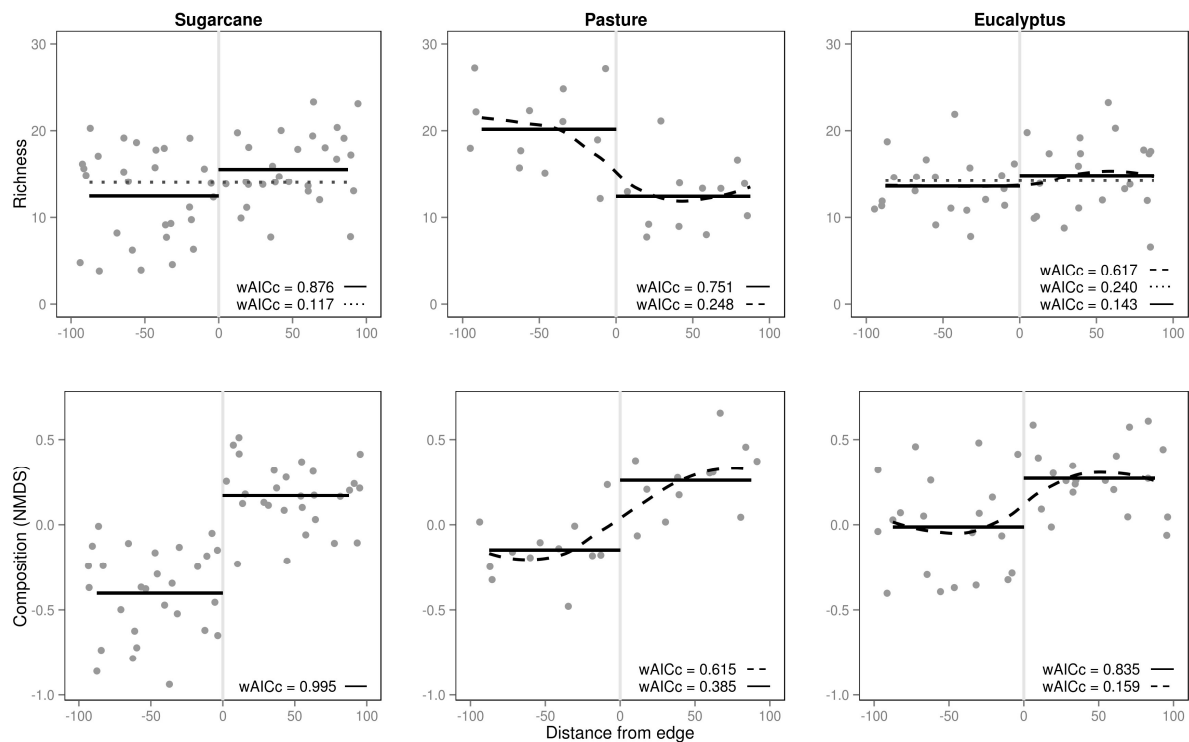 Sugarcane Pasture Eucalyptus
Richness
30
20
10
0
wAICc = 0.876
wAICc = 0.117
-100 -50 0 50 100
30
20
10
0
wAICc = 0.751
wAICc = 0.248
-100 -50 0 50 100
30
20
10
0
wAICc = 0.617
wAICc = 0.240
wAICc = 0.143
-100 -50 0 50 100
Composition (NMDS)
0.5
0.0
-0.5
-1.0
wAICc = 0.995
-100 -50 0 50 100
0.5
0.0
-0.5
-1.0
wAICc = 0.615
wAICc = 0.385
-100 -50 0 50 100
0.5
0.0
-0.5
-1.0
wAICc = 0.835
wAICc = 0.159
-100 -50 0 50 100
Distance from edge